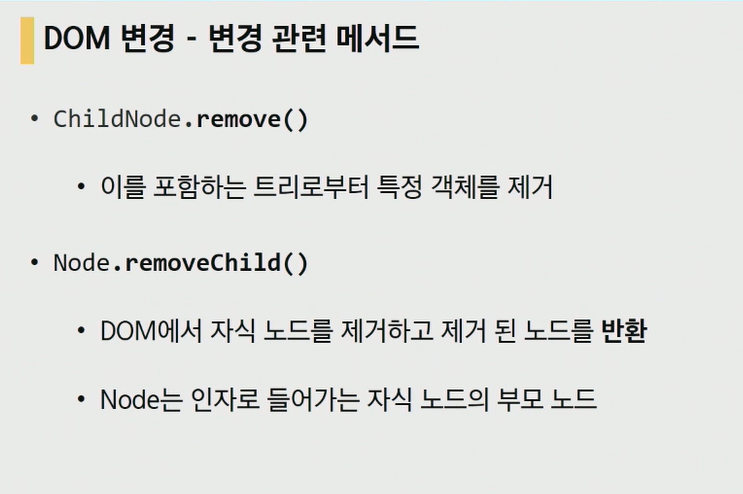 DOM 변경 - 변경 관련 메서드
• ChildNode.remove()
• 이를 포함하는 트리로부터 특정 객체를 제거
• Node.removeChild()
• DOM에서 자식 노드를 제거하고 제거 된 노드를 반환
• Node는 인자로 들어가는 자식 노드의 부모 노드